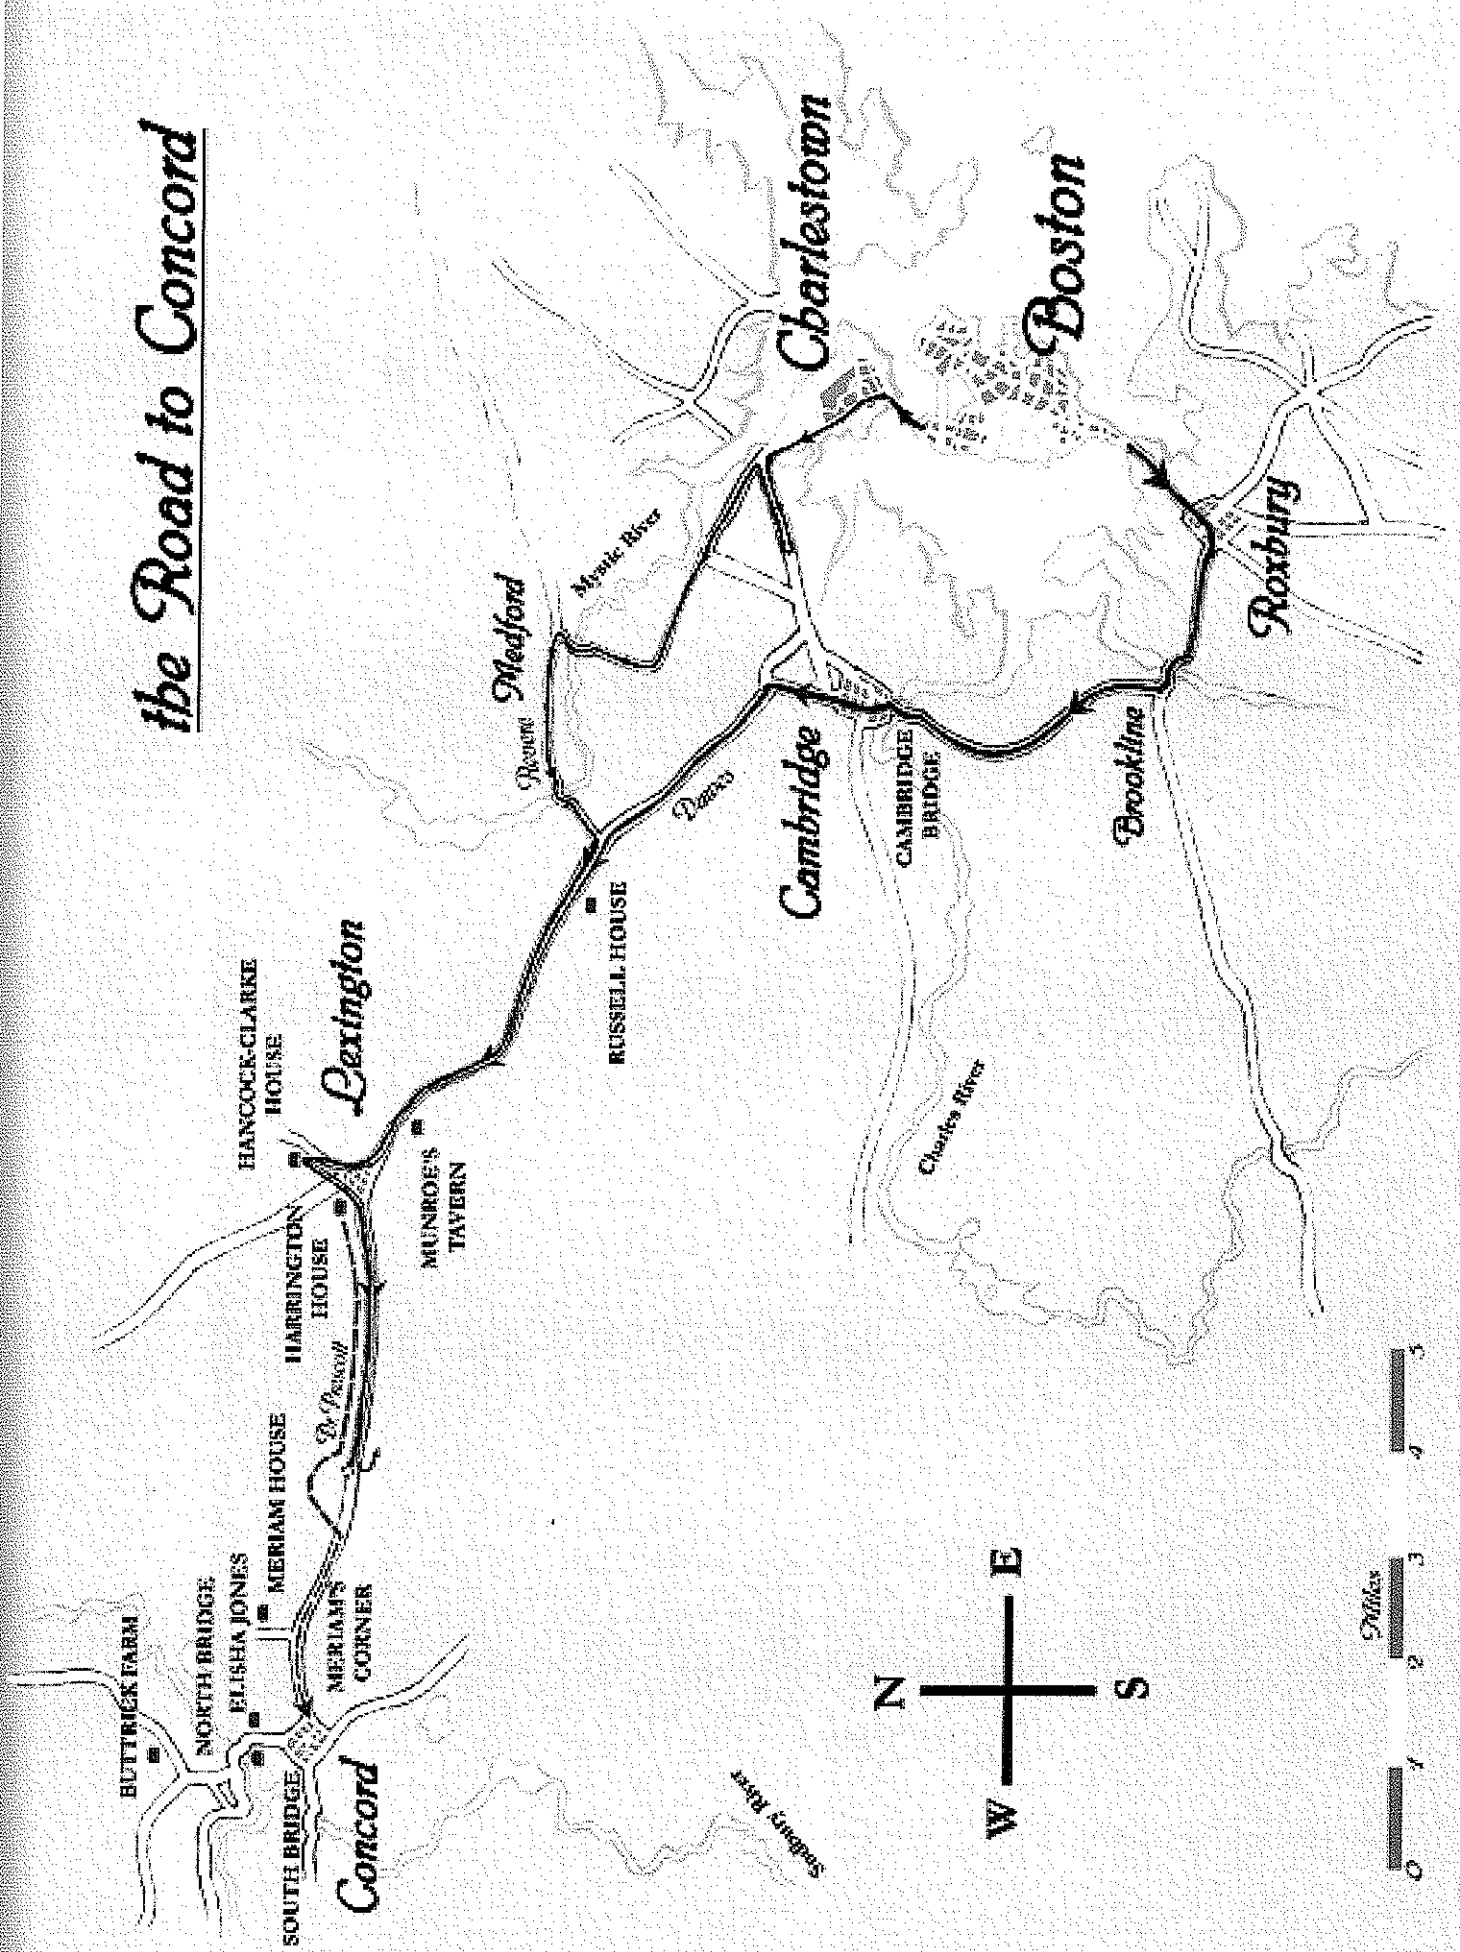 the Road to Concord
BUTTRICK FARM
NORTH BRIDGE
ELISHA JONES
MERIAM HOUSE
SOUTH BRIDGE
Concord
MERIAM'S
CORNER
Dr Prescott
HARRINGTON
HOUSE
HANCOCK-CLARKE
HOUSE
Lexington
MUNROE'S
TAVERN
RUSSELL HOUSE
Revere
Medford
Mystic River
Dawes
Cambridge
CAMBRIDGE
BRIDGE
Charlestown
Boston
Brookline
Roxbury
Charles River
Sudbury River
N
W E
S
Miles
0 1 2 3 4 5